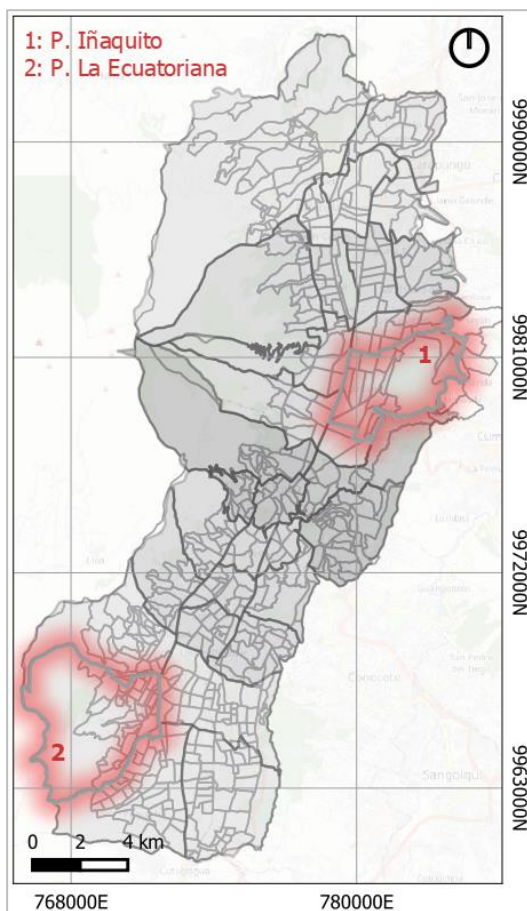 1: P. Iñaquito
2: P. La Ecuatoriana
9990000N
1
9981000N
9972000N
Conocoto
Sangolquí
2
9963000N
0 2 4 km
768000E 780000E